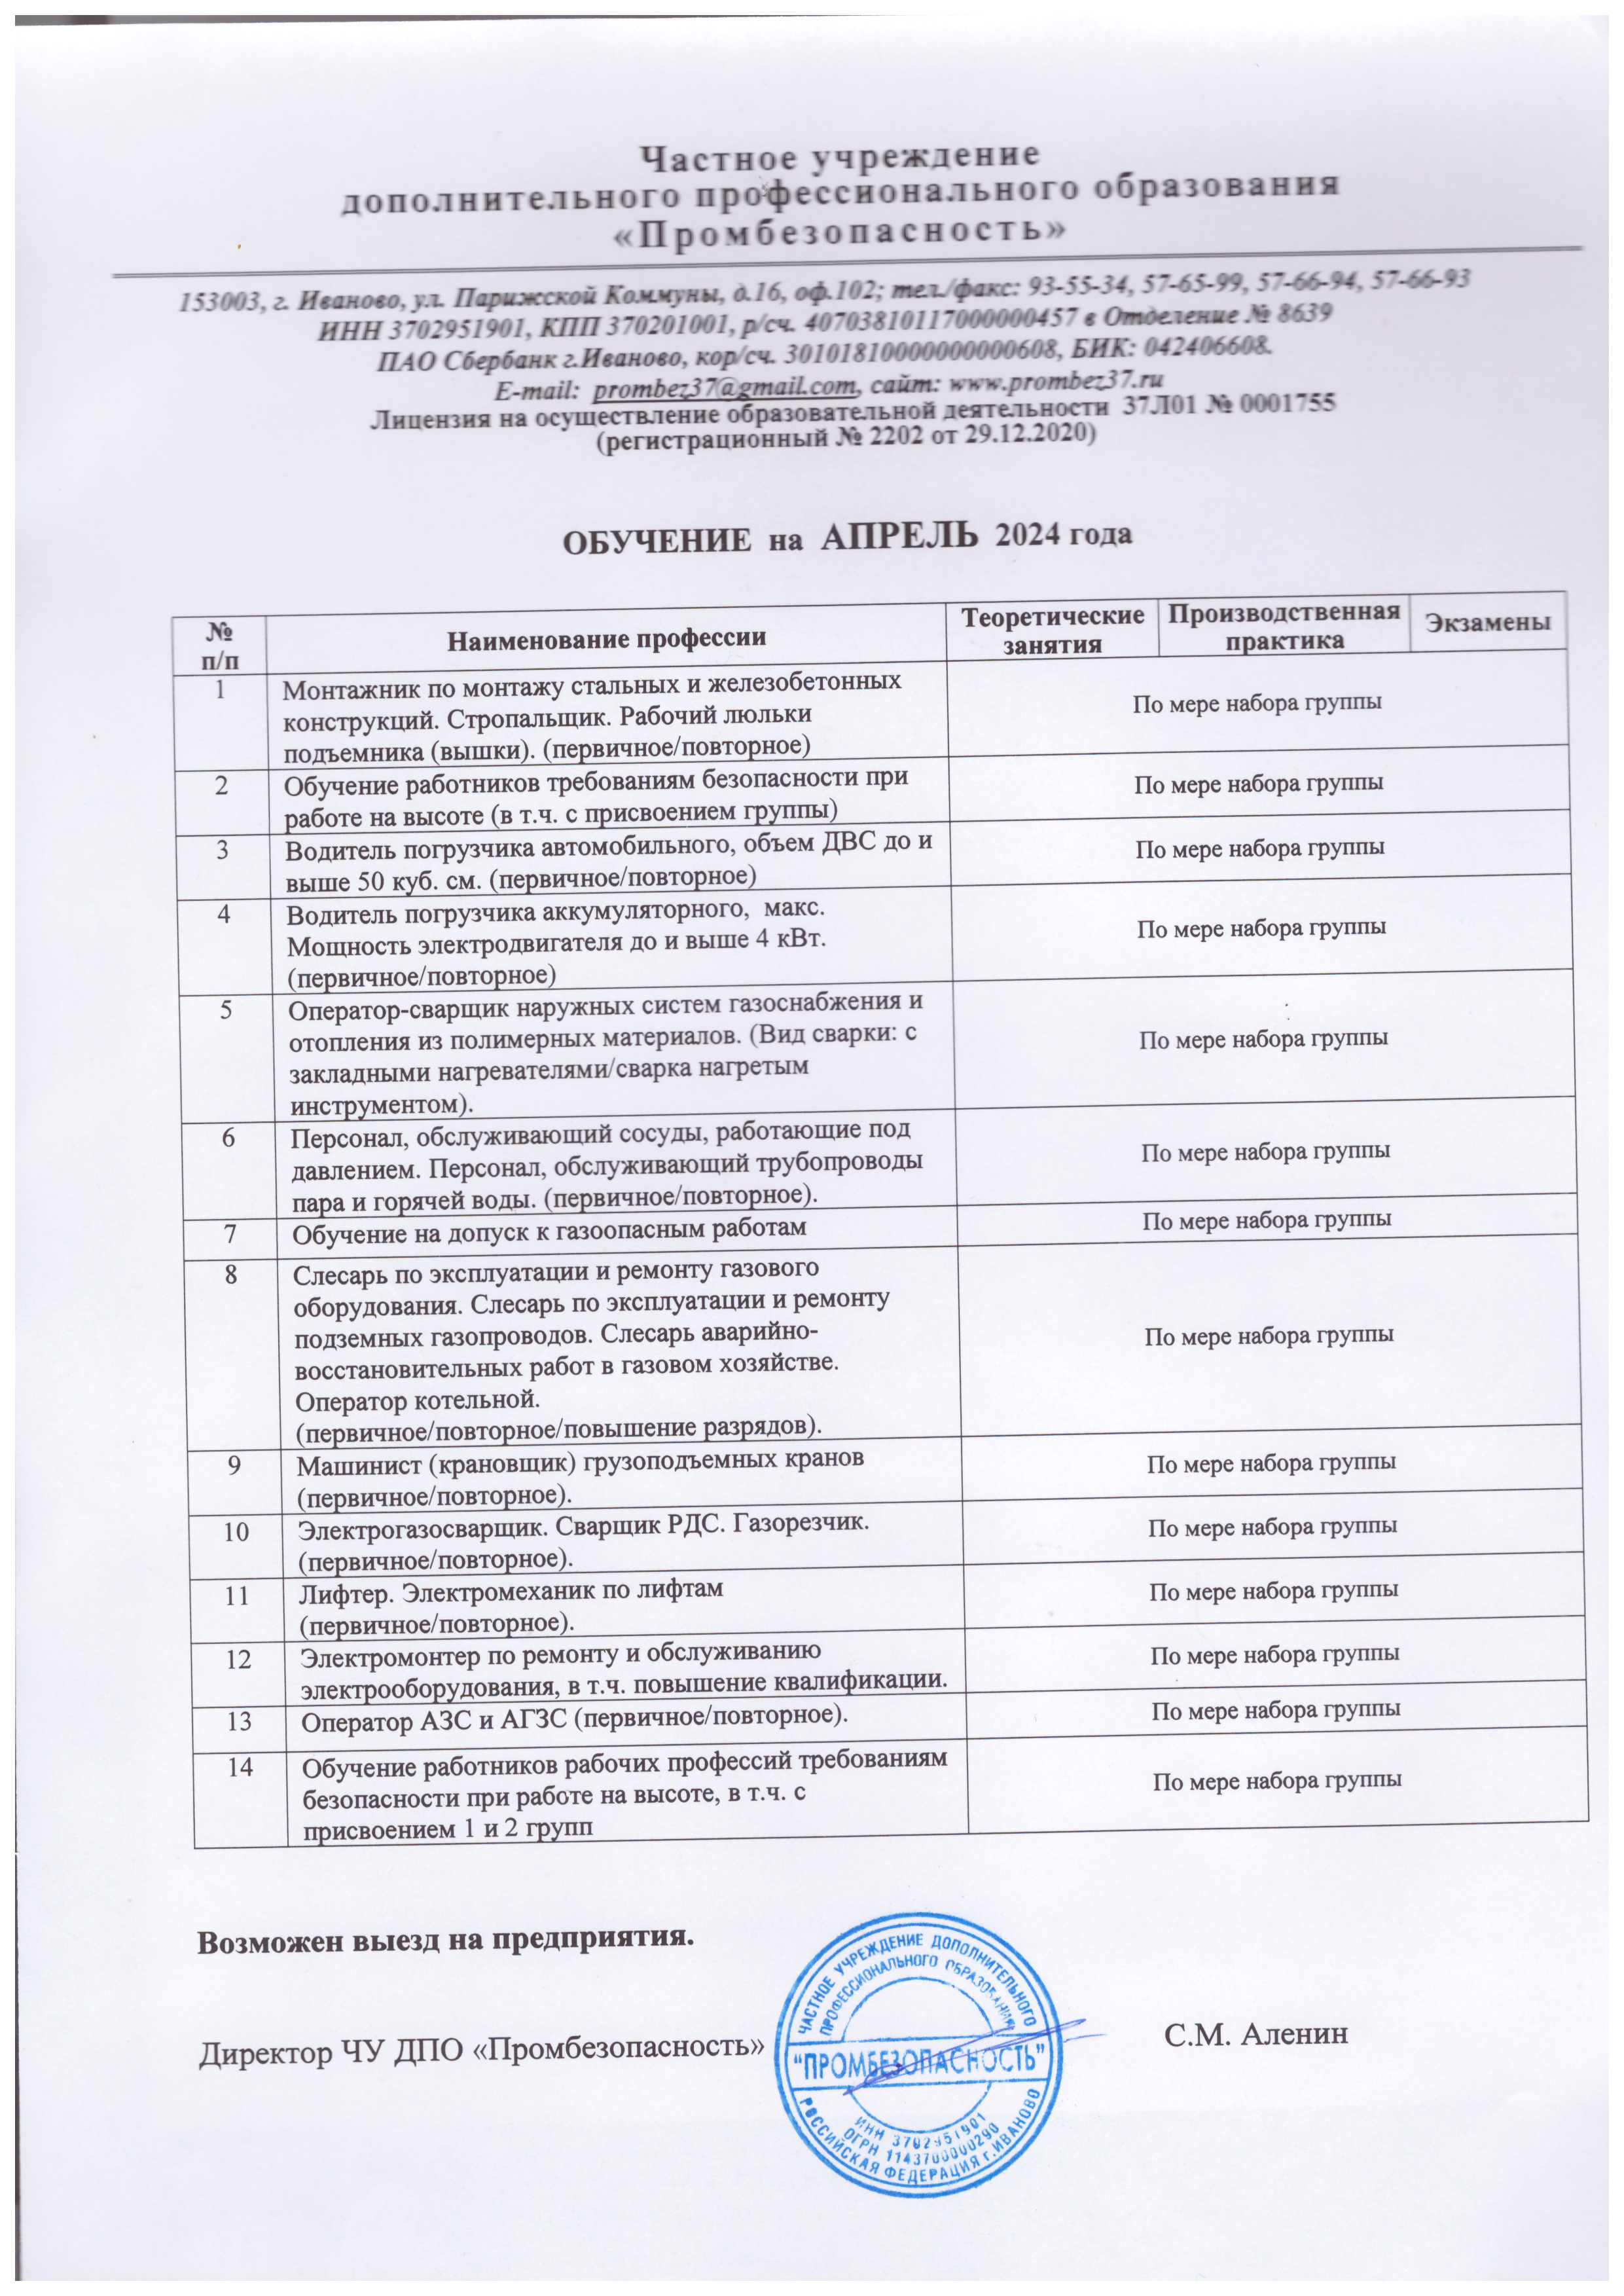 Частное учреждение
дополнительного профессионального образования
«Промбезопасность»
153003, г. Иваново, ул. Парижской Коммуны, д.16, оф.102; тел./факс: 93-55-34, 57-65-99, 57-66-94, 57-66-93
ИНН 3702951901, КПП 370201001, р/сч. 40703810117000000457 в Отделение № 8639
ПАО Сбербанк г.Иваново, кор/сч. 30101810000000000608, БИК: 042406608.
E-mail: prombez37@gmail.com, сайт: www.prombez37.ru
Лицензия на осуществление образовательной деятельности 37Л01 № 0001755
(регистрационный № 2202 от 29.12.2020)
ОБУЧЕНИЕ на АПРЕЛЬ 2024 года
№ п/п
Наименование профессии
Теоретические занятия
Производственная практика
Экзамены
1
Монтажник по монтажу стальных и железобетонных
конструкций. Стропальщик. Рабочий люльки
подъемника (вышки). (первичное/повторное)
По мере набора группы
2
Обучение работников требованиям безопасности при
работе на высоте (в т.ч. с присвоением группы)
По мере набора группы
3
Водитель погрузчика автомобильного, объем ДВС до и
выше 50 куб. см. (первичное/повторное)
По мере набора группы
4
Водитель погрузчика аккумуляторного, макс.
Мощность электродвигателя до и выше 4 кВт.
(первичное/повторное)
По мере набора группы
5
Оператор-сварщик наружных систем газоснабжения и
отопления из полимерных материалов. (Вид сварки: с
закладными нагревателями/сварка нагретым
инструментом).
По мере набора группы
6
Персонал, обслуживающий сосуды, работающие под
давлением. Персонал, обслуживающий трубопроводы
пара и горячей воды. (первичное/повторное).
По мере набора группы
7
Обучение на допуск к газоопасным работам
По мере набора группы
8
Слесарь по эксплуатации и ремонту газового
оборудования. Слесарь по эксплуатации и ремонту
подземных газопроводов. Слесарь аварийно-
восстановительных работ в газовом хозяйстве.
Оператор котельной.
(первичное/повторное/повышение разрядов).
По мере набора группы
9
Машинист (крановщик) грузоподъемных кранов
(первичное/повторное).
По мере набора группы
10
Электрогазосварщик. Сварщик РДС. Газорезчик.
(первичное/повторное).
По мере набора группы
11
Лифтер. Электромеханик по лифтам
(первичное/повторное).
По мере набора группы
12
Электромонтер по ремонту и обслуживанию
электрооборудования, в т.ч. повышение квалификации.
По мере набора группы
13
Оператор АЗС и АГЗС (первичное/повторное).
По мере набора группы
14
Обучение работников рабочих профессий требованиям
безопасности при работе на высоте, в т.ч. с
присвоением 1 и 2 групп
По мере набора группы
Возможен выезд на предприятия.
Директор ЧУ ДПО «Промбезопасность»
С.М. Аленин
ЧАСТНОЕ УЧРЕЖДЕНИЕ ДОПОЛНИТЕЛЬНОГО
ПРОФЕССИОНАЛЬНОГО ОБРАЗОВАНИЯ
"ПРОМБЕЗОПАСНОСТЬ"
ИНН 3702951901
ОГРН 1143700000290
РОССИЙСКАЯ ФЕДЕРАЦИЯ г.ИВАНОВО